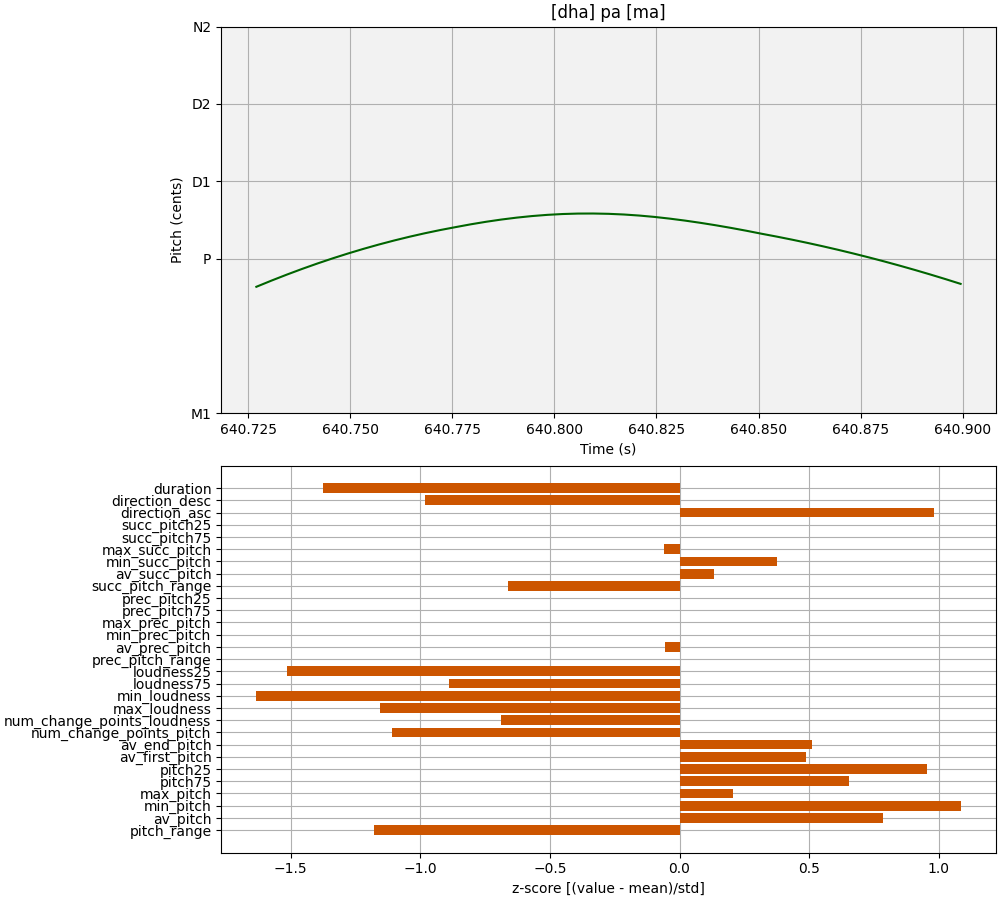 [dha] pa [ma]
N2
D2
D1
P
M1
Pitch (cents)
640.725 640.750 640.775 640.800 640.825 640.850 640.875 640.900
Time (s)
duration
direction_desc
direction_asc
succ_pitch25
succ_pitch75
max_succ_pitch
min_succ_pitch
av_succ_pitch
succ_pitch_range
prec_pitch25
prec_pitch75
max_prec_pitch
min_prec_pitch
av_prec_pitch
prec_pitch_range
loudness25
loudness75
min_loudness
max_loudness
num_change_points_loudness
num_change_points_pitch
av_end_pitch
av_first_pitch
pitch25
pitch75
max_pitch
min_pitch
av_pitch
pitch_range
−1.5 −1.0 −0.5 0.0 0.5 1.0
z-score [(value - mean)/std]